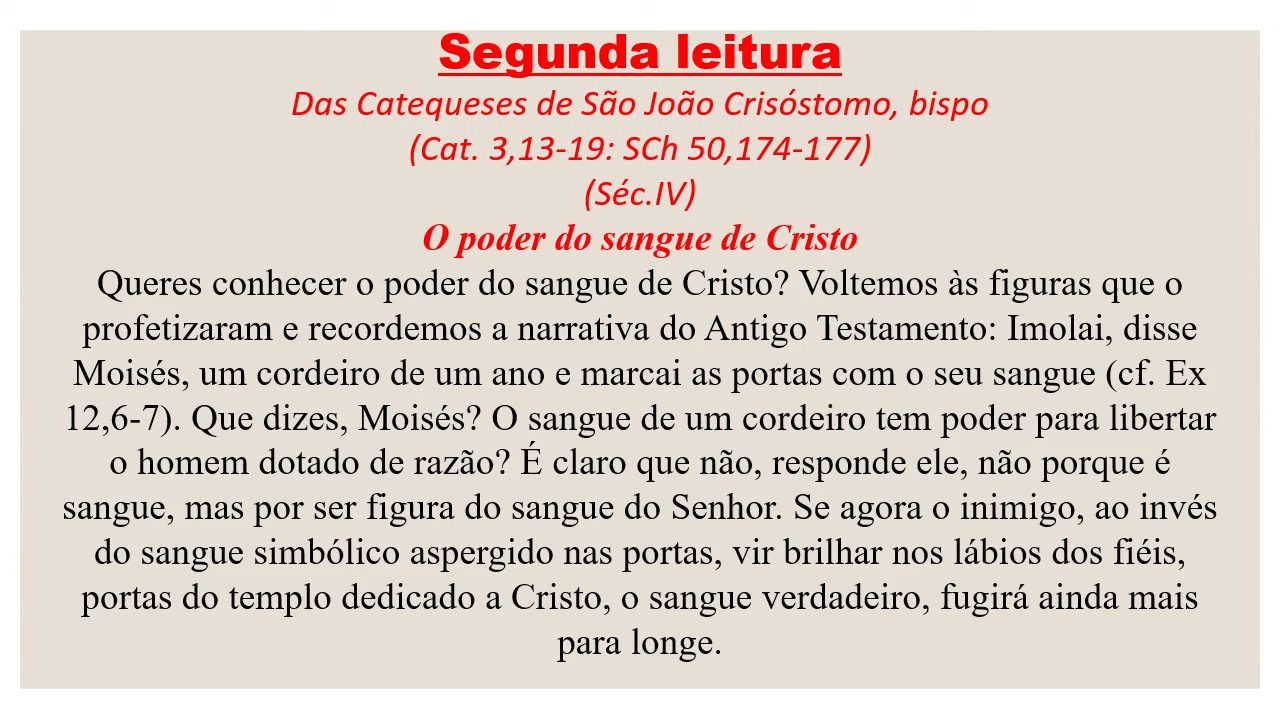 Segunda leitura
Das Catequeses de São João Crisóstomo, bispo
(Cat. 3,13-19: SCh 50,174-177)
(Séc.IV)
O poder do sangue de Cristo
Queres conhecer o poder do sangue de Cristo? Voltemos às figuras que o
profetizaram e recordemos a narrativa do Antigo Testamento: Imolai, disse
Moisés, um cordeiro de um ano e marcai as portas com o seu sangue (cf. Ex
12,6-7). Que dizes, Moisés? O sangue de um cordeiro tem poder para libertar
o homem dotado de razão? É claro que não, responde ele, não porque é
sangue, mas por ser figura do sangue do Senhor. Se agora o inimigo, ao invés
do sangue simbólico aspergido nas portas, vir brilhar nos lábios dos fiéis,
portas do templo dedicado a Cristo, o sangue verdadeiro, fugirá ainda mais
para longe.